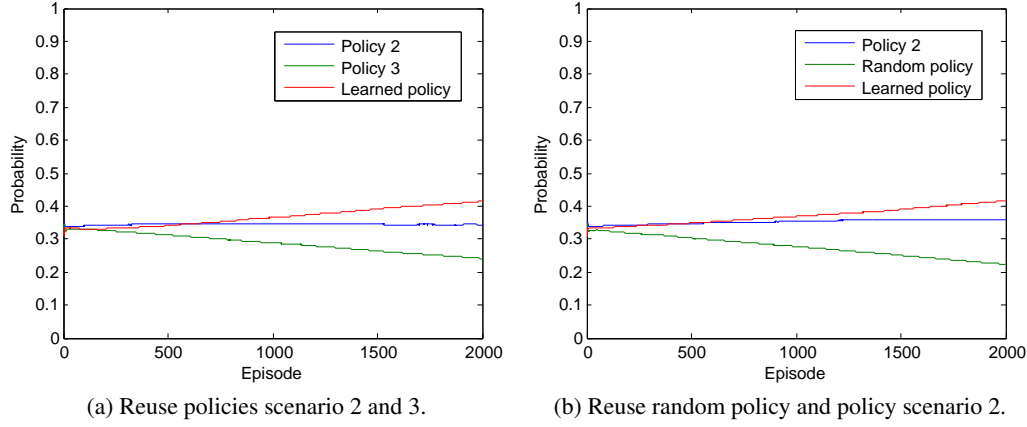 1
0.9
0.8
0.7
0.6
0.5
0.4
0.3
0.2
0.1
0
Probability
Policy 2
Policy 3
Learned policy
0 500 1000 1500 2000
Episode
(a) Reuse policies scenario 2 and 3.
1
0.9
0.8
0.7
0.6
0.5
0.4
0.3
0.2
0.1
0
Probability
Policy 2
Random policy
Learned policy
0 500 1000 1500 2000
Episode
(b) Reuse random policy and policy scenario 2.